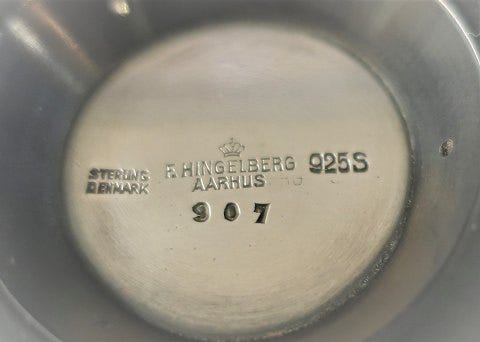 STERLING
DENMARK
F. HINGELBERG
AARHUS
925S
907